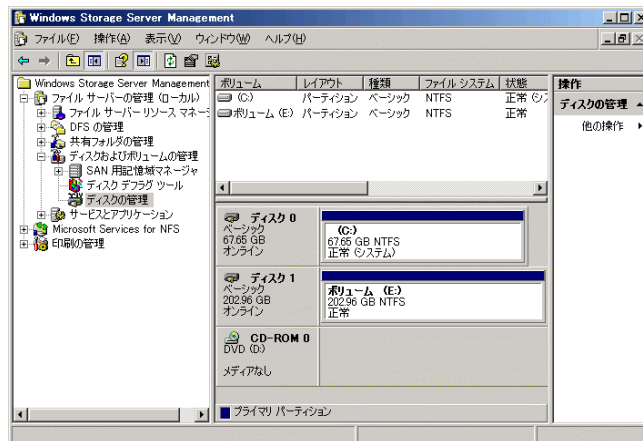 Windows Storage Server Management
ファイル(F) 操作(A) 表示(V) ウィンドウ(W) ヘルプ(H)
Windows Storage Server Management
ファイル サーバーの管理 (ローカル)
ファイル サーバー リソース マネー
DFS の管理
共有フォルダの管理
ディスクおよびボリュームの管理
SAN 用記憶域マネージャ
ディスク デフラグ ツール
ディスクの管理
サービスとアプリケーション
Microsoft Services for NFS
印刷の管理
ボリューム レイアウト 種類 ファイル システム 状態
(C:) パーティション ベーシック NTFS 正常 (シス
ボリューム (E:) パーティション ベーシック NTFS 正常
ディスク 0
ベーシック
67.65 GB
オンライン
(C:)
67.65 GB NTFS
正常 (システム)
ディスク 1
ベーシック
202.96 GB
オンライン
ボリューム (E:)
202.96 GB NTFS
正常
CD-ROM 0
DVD (D:)
メディアなし
プライマリ パーティション
操作
ディスクの管理
他の操作